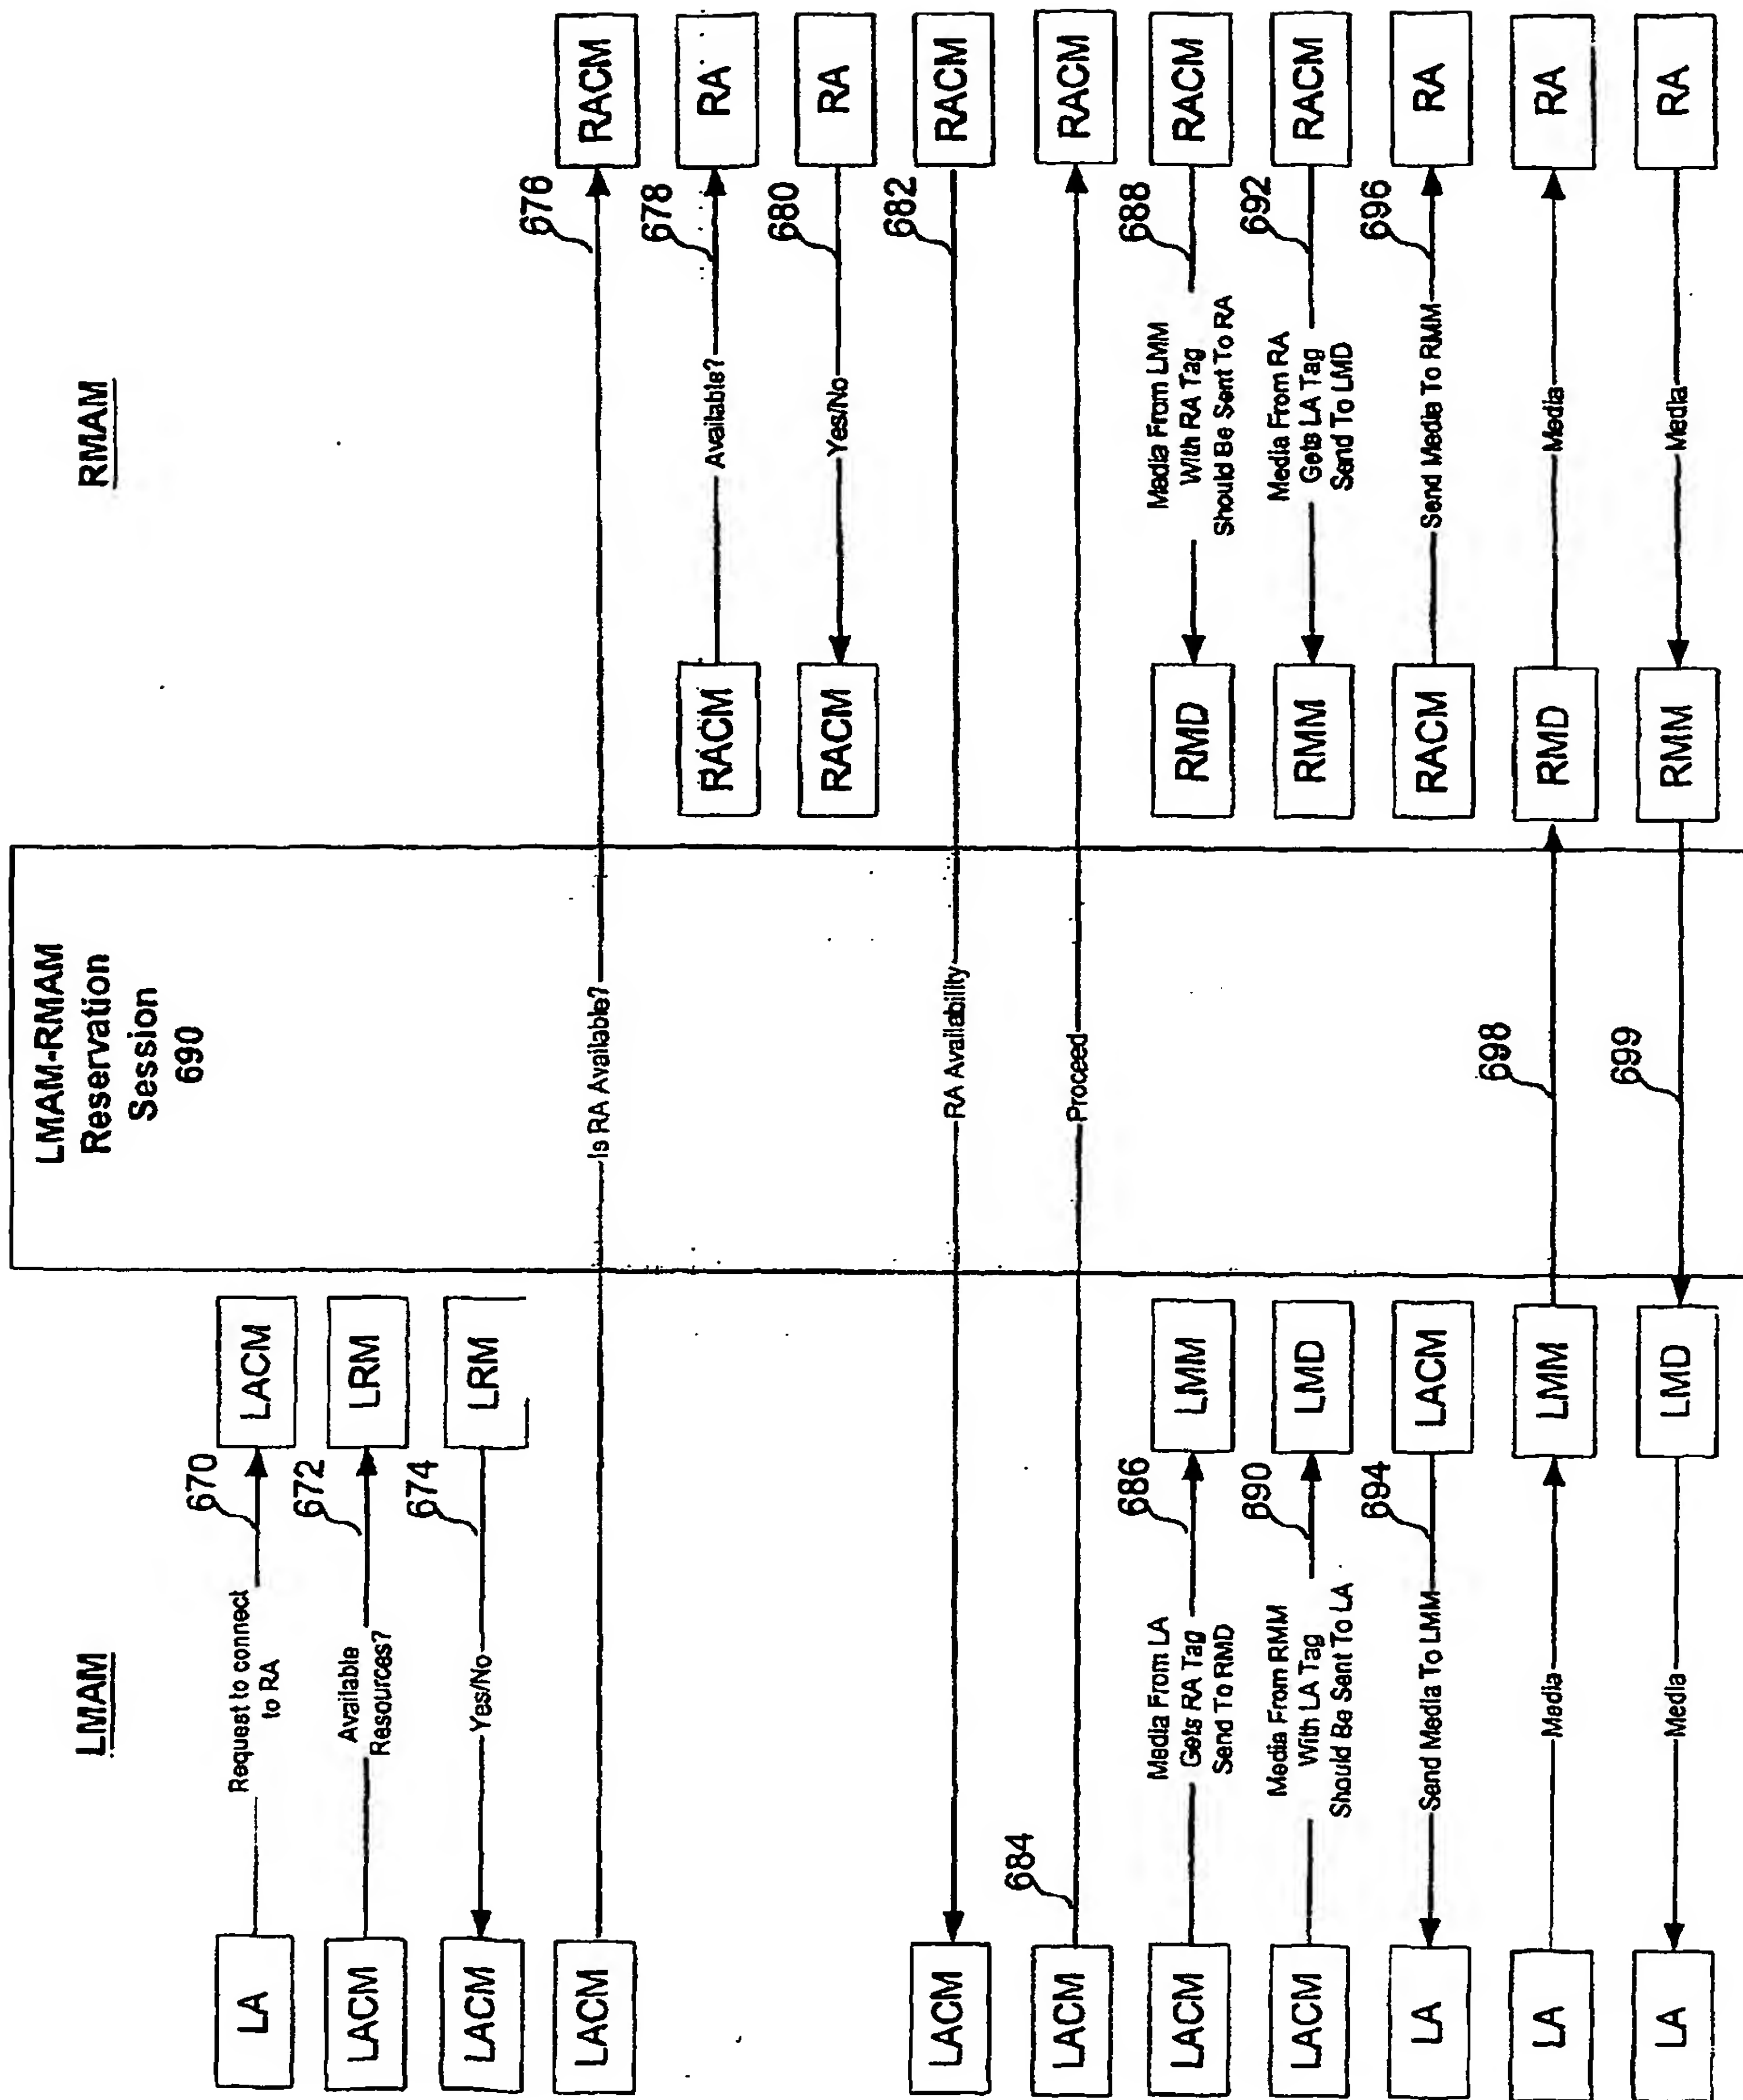 LMAM
LMAM-RMAM
Reservation
Session
690
RMAM
LA
Request to connect
to RA
670
LACM
LACM
Available
Resources?
672
LRM
LACM
Yes/No
674
LRM
LACM
Is RA Available?
676
RACM
RACM
Available?
678
RA
RACM
Yes/No
680
RA
LACM
RA Availability
682
RACM
LACM
684
Proceed
RACM
LACM
Media From LA
Gets RA Tag
Send To RMD
686
LMM
RMD
Media From LMM
With RA Tag
Should Be Sent To RA
688
RACM
LACM
Media From RMM
With LA Tag
Should Be Sent To LA
690
LMD
RMM
Media From RA
Gets LA Tag
Send To LMD
692
RACM
LA
Send Media To LMM
694
LACM
RACM
Send Media To RMM
696
RA
LA
Media
LMM
698
RMD
Media
RA
LA
Media
LMD
699
RMM
Media
RA